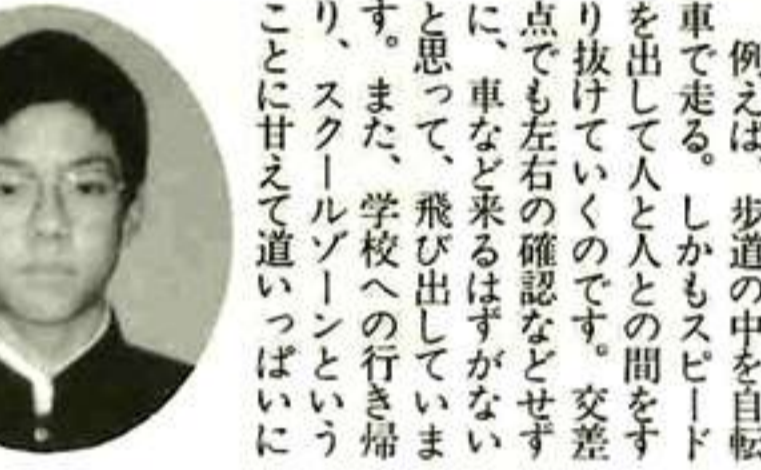 例えば、歩道の中を自転
車で走る。しかもスピード
を出して人と人との間をす
り抜けていくのです。交差
点でも左右の確認などせず
に、車など来るはずがない
と思って、飛び出していま
す。また、学校への行き帰
り、スクールゾーンという
ことに甘えて道いっぱいに